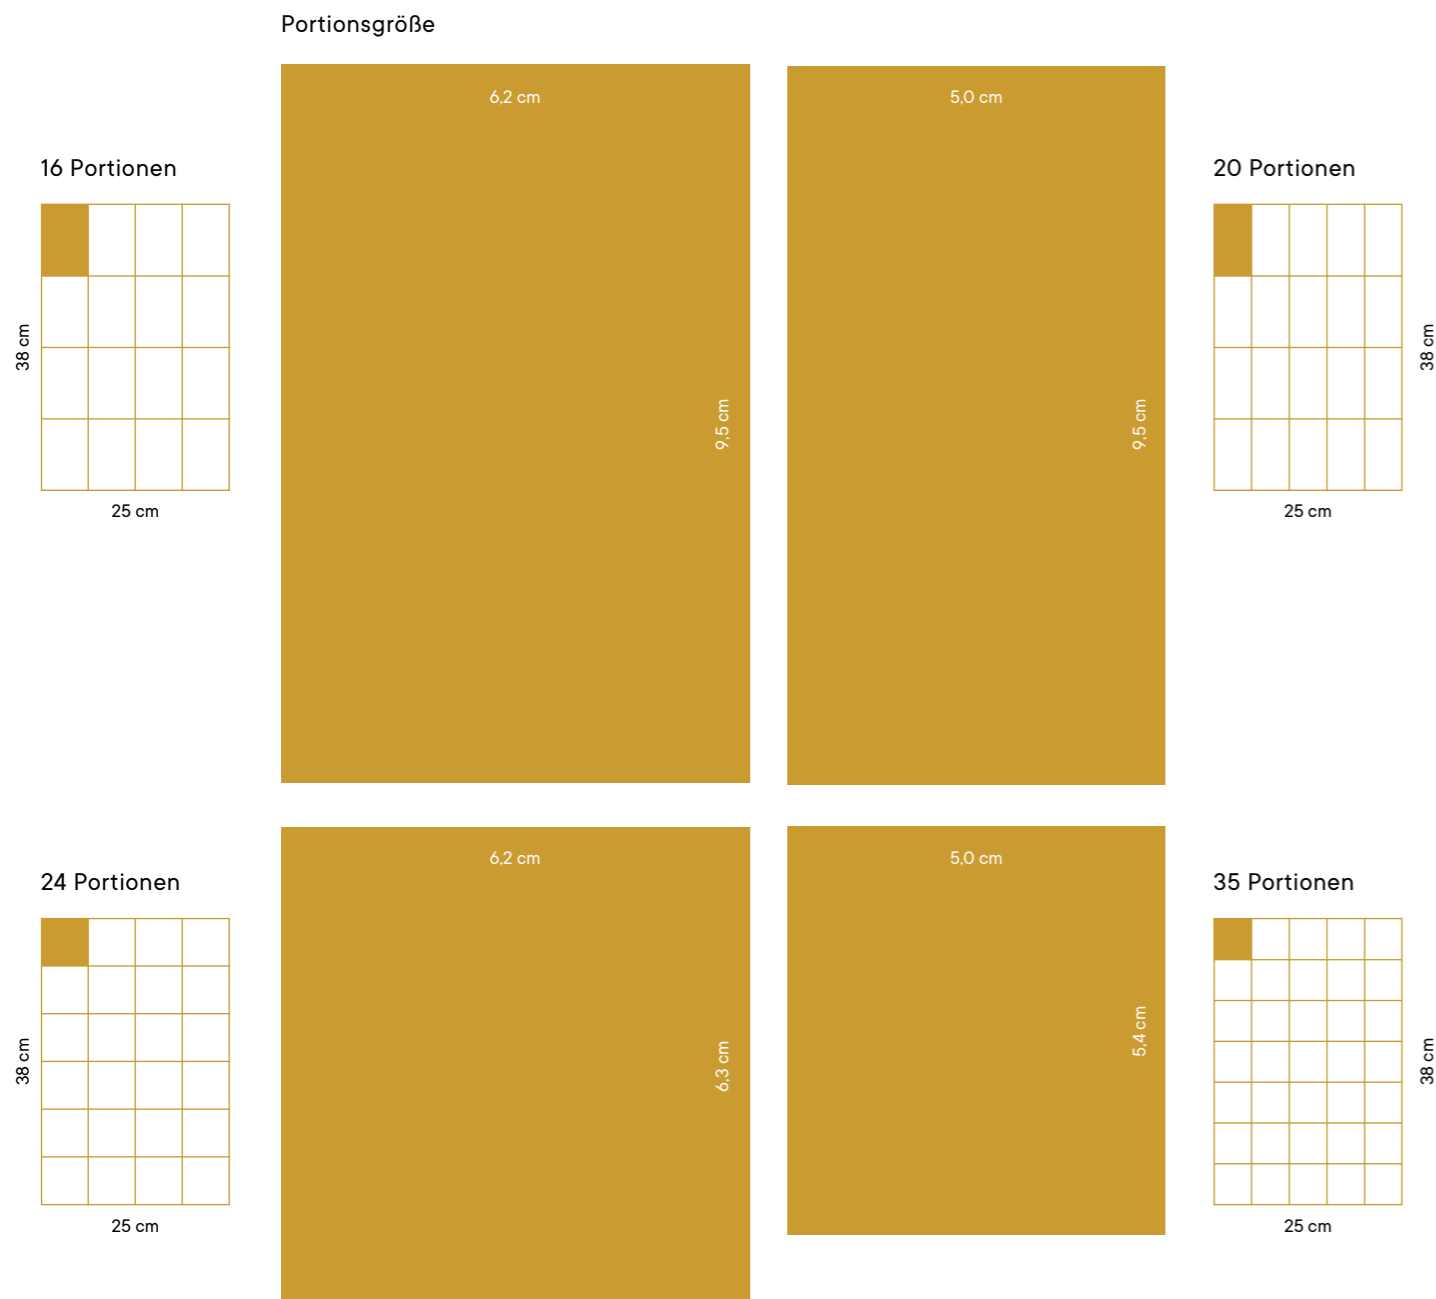 Portionsgröße
6,2 cm
9,5 cm
5,0 cm
9,5 cm
16 Portionen
38 cm
25 cm
20 Portionen
38 cm
25 cm
6,2 cm
6,3 cm
5,0 cm
5,4 cm
24 Portionen
38 cm
25 cm
35 Portionen
38 cm
25 cm